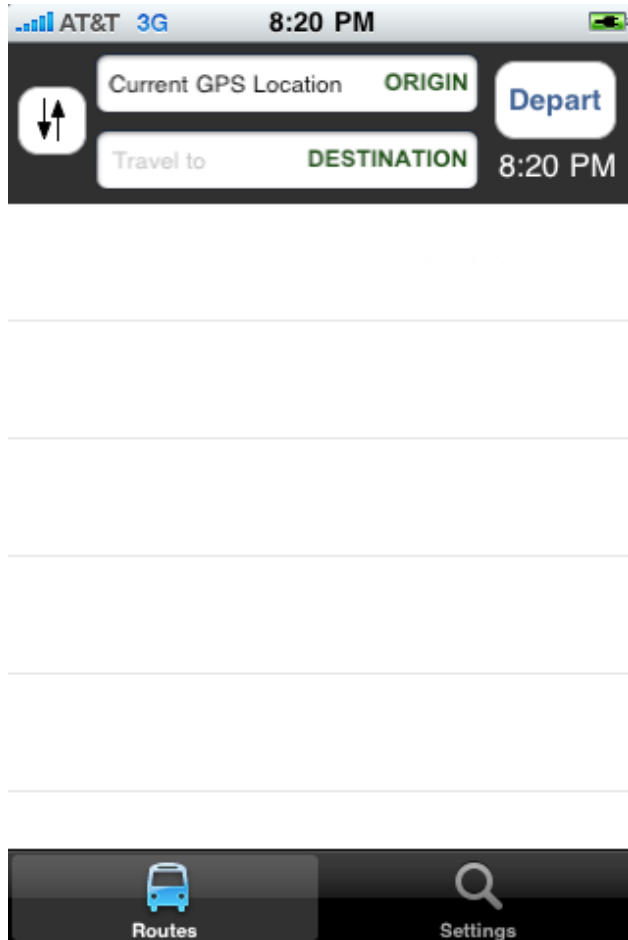 AT&T 3G 8:20 PM
Current GPS Location ORIGIN
Depart
Travel to DESTINATION
8:20 PM
Routes Settings